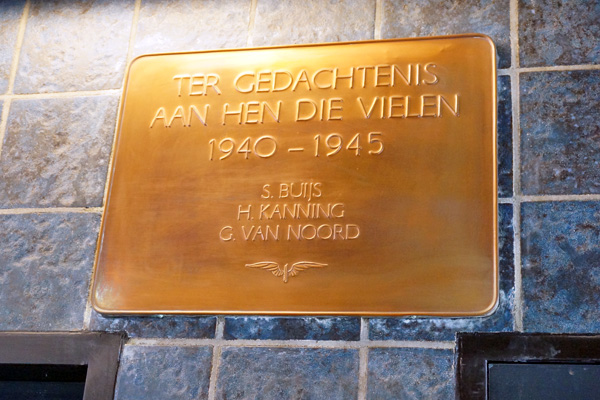 TER GEDACHTENIS
AAN HEN DIE VIELEN
1940 – 1945
S. BUIJS
H. KANNING
G. VAN NOORD